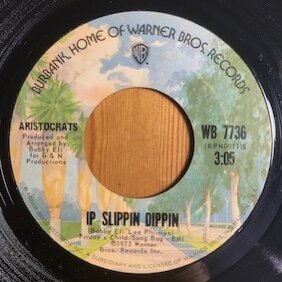 BURBANK, HOME OF WARNER BROS. RECORDS
WB
ARISTOCRATS
Produced and
Arranged by
Bobby Eli
for G & N
Productions
WB 7736
(RPN0071)S
3:05
IP SLIPPIN DIPPIN
(Bobby Eli, Lee Phillips)
Friday's Child Song Bag - BMI
©1973 Warner
Bros. Records Inc.
A SUBSIDIARY AND LICENSEE OF WARNER BROS.